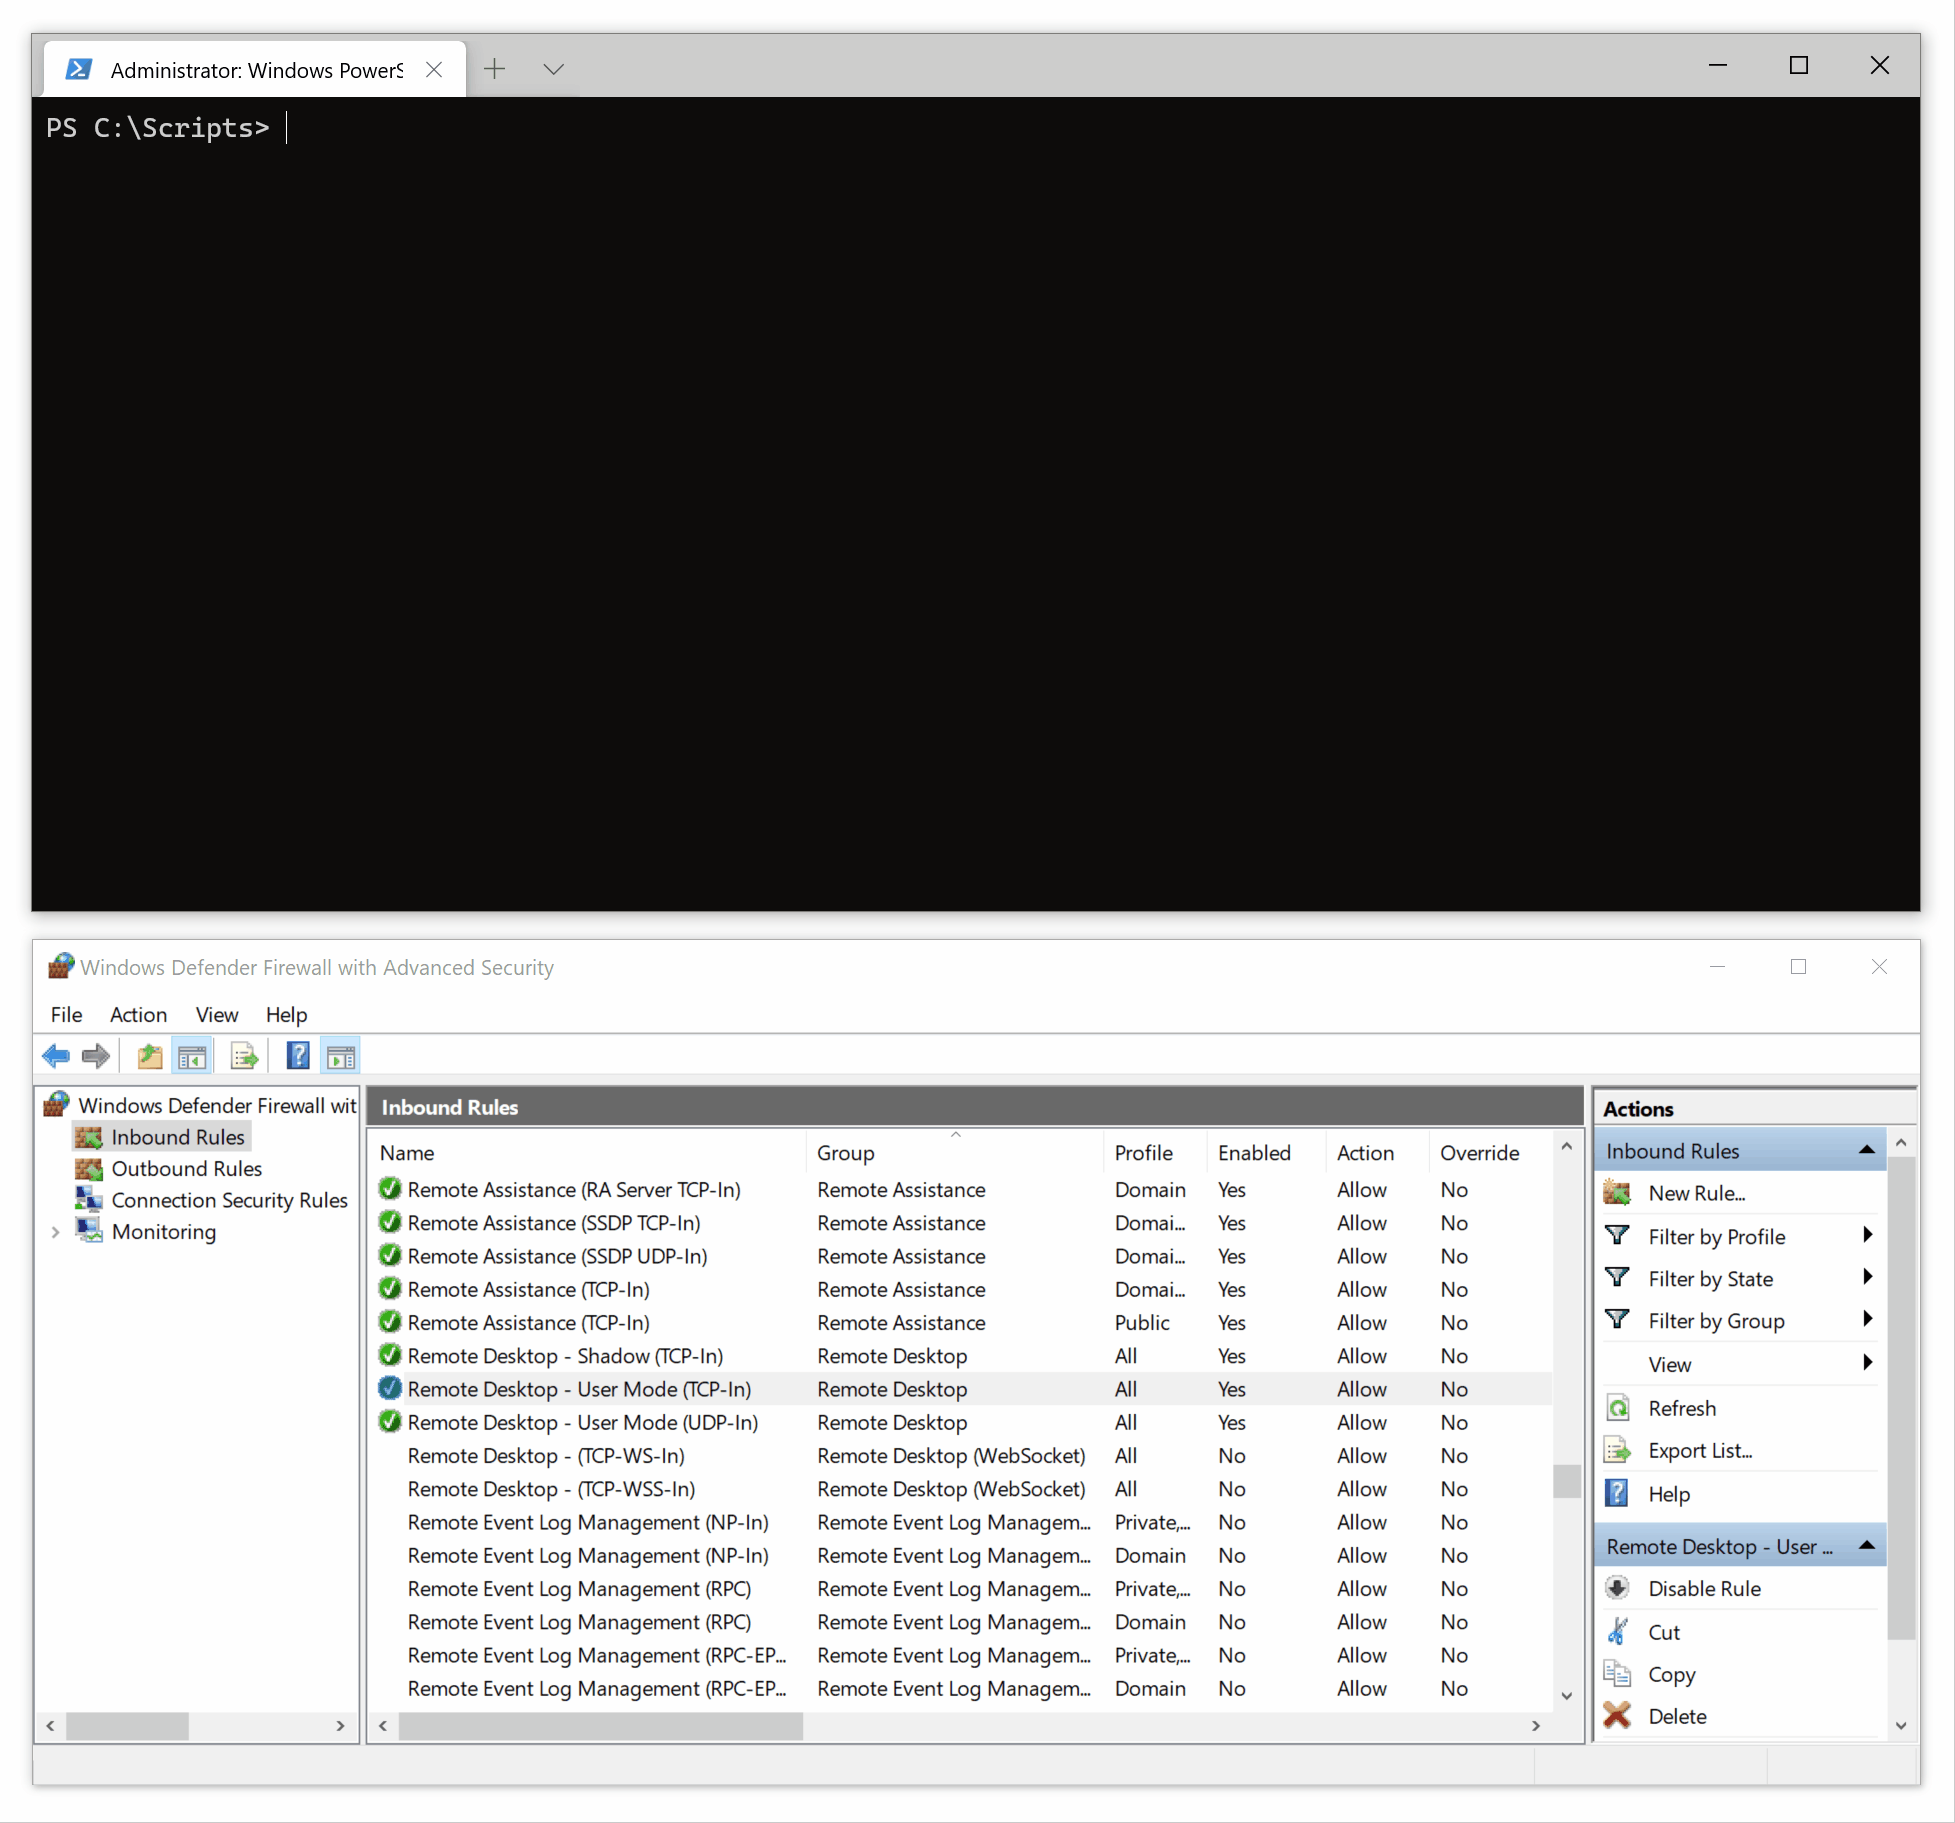 Administrator: Windows PowerS
PS C:\Scripts>
Windows Defender Firewall with Advanced Security
File Action View Help
Windows Defender Firewall wit
Inbound Rules
Outbound Rules
Connection Security Rules
Monitoring
Inbound Rules
Name Group Profile Enabled Action Override
Remote Assistance (RA Server TCP-In) Remote Assistance Domain Yes Allow No
Remote Assistance (SSDP TCP-In) Remote Assistance Domai... Yes Allow No
Remote Assistance (SSDP UDP-In) Remote Assistance Domai... Yes Allow No
Remote Assistance (TCP-In) Remote Assistance Domai... Yes Allow No
Remote Assistance (TCP-In) Remote Assistance Public Yes Allow No
Remote Desktop - Shadow (TCP-In) Remote Desktop All Yes Allow No
Remote Desktop - User Mode (TCP-In) Remote Desktop All Yes Allow No
Remote Desktop - User Mode (UDP-In) Remote Desktop All Yes Allow No
Remote Desktop - (TCP-WS-In) Remote Desktop (WebSocket) All No Allow No
Remote Desktop - (TCP-WSS-In) Remote Desktop (WebSocket) All No Allow No
Remote Event Log Management (NP-In) Remote Event Log Managem... Private,... No Allow No
Remote Event Log Management (NP-In) Remote Event Log Managem... Domain No Allow No
Remote Event Log Management (RPC) Remote Event Log Managem... Private,... No Allow No
Remote Event Log Management (RPC) Remote Event Log Managem... Domain No Allow No
Remote Event Log Management (RPC-EP... Remote Event Log Managem... Private,... No Allow No
Remote Event Log Management (RPC-EP... Remote Event Log Managem... Domain No Allow No
Actions
Inbound Rules
New Rule...
Filter by Profile
Filter by State
Filter by Group
View
Refresh
Export List...
Help
Remote Desktop - User ...
Disable Rule
Cut
Copy
Delete